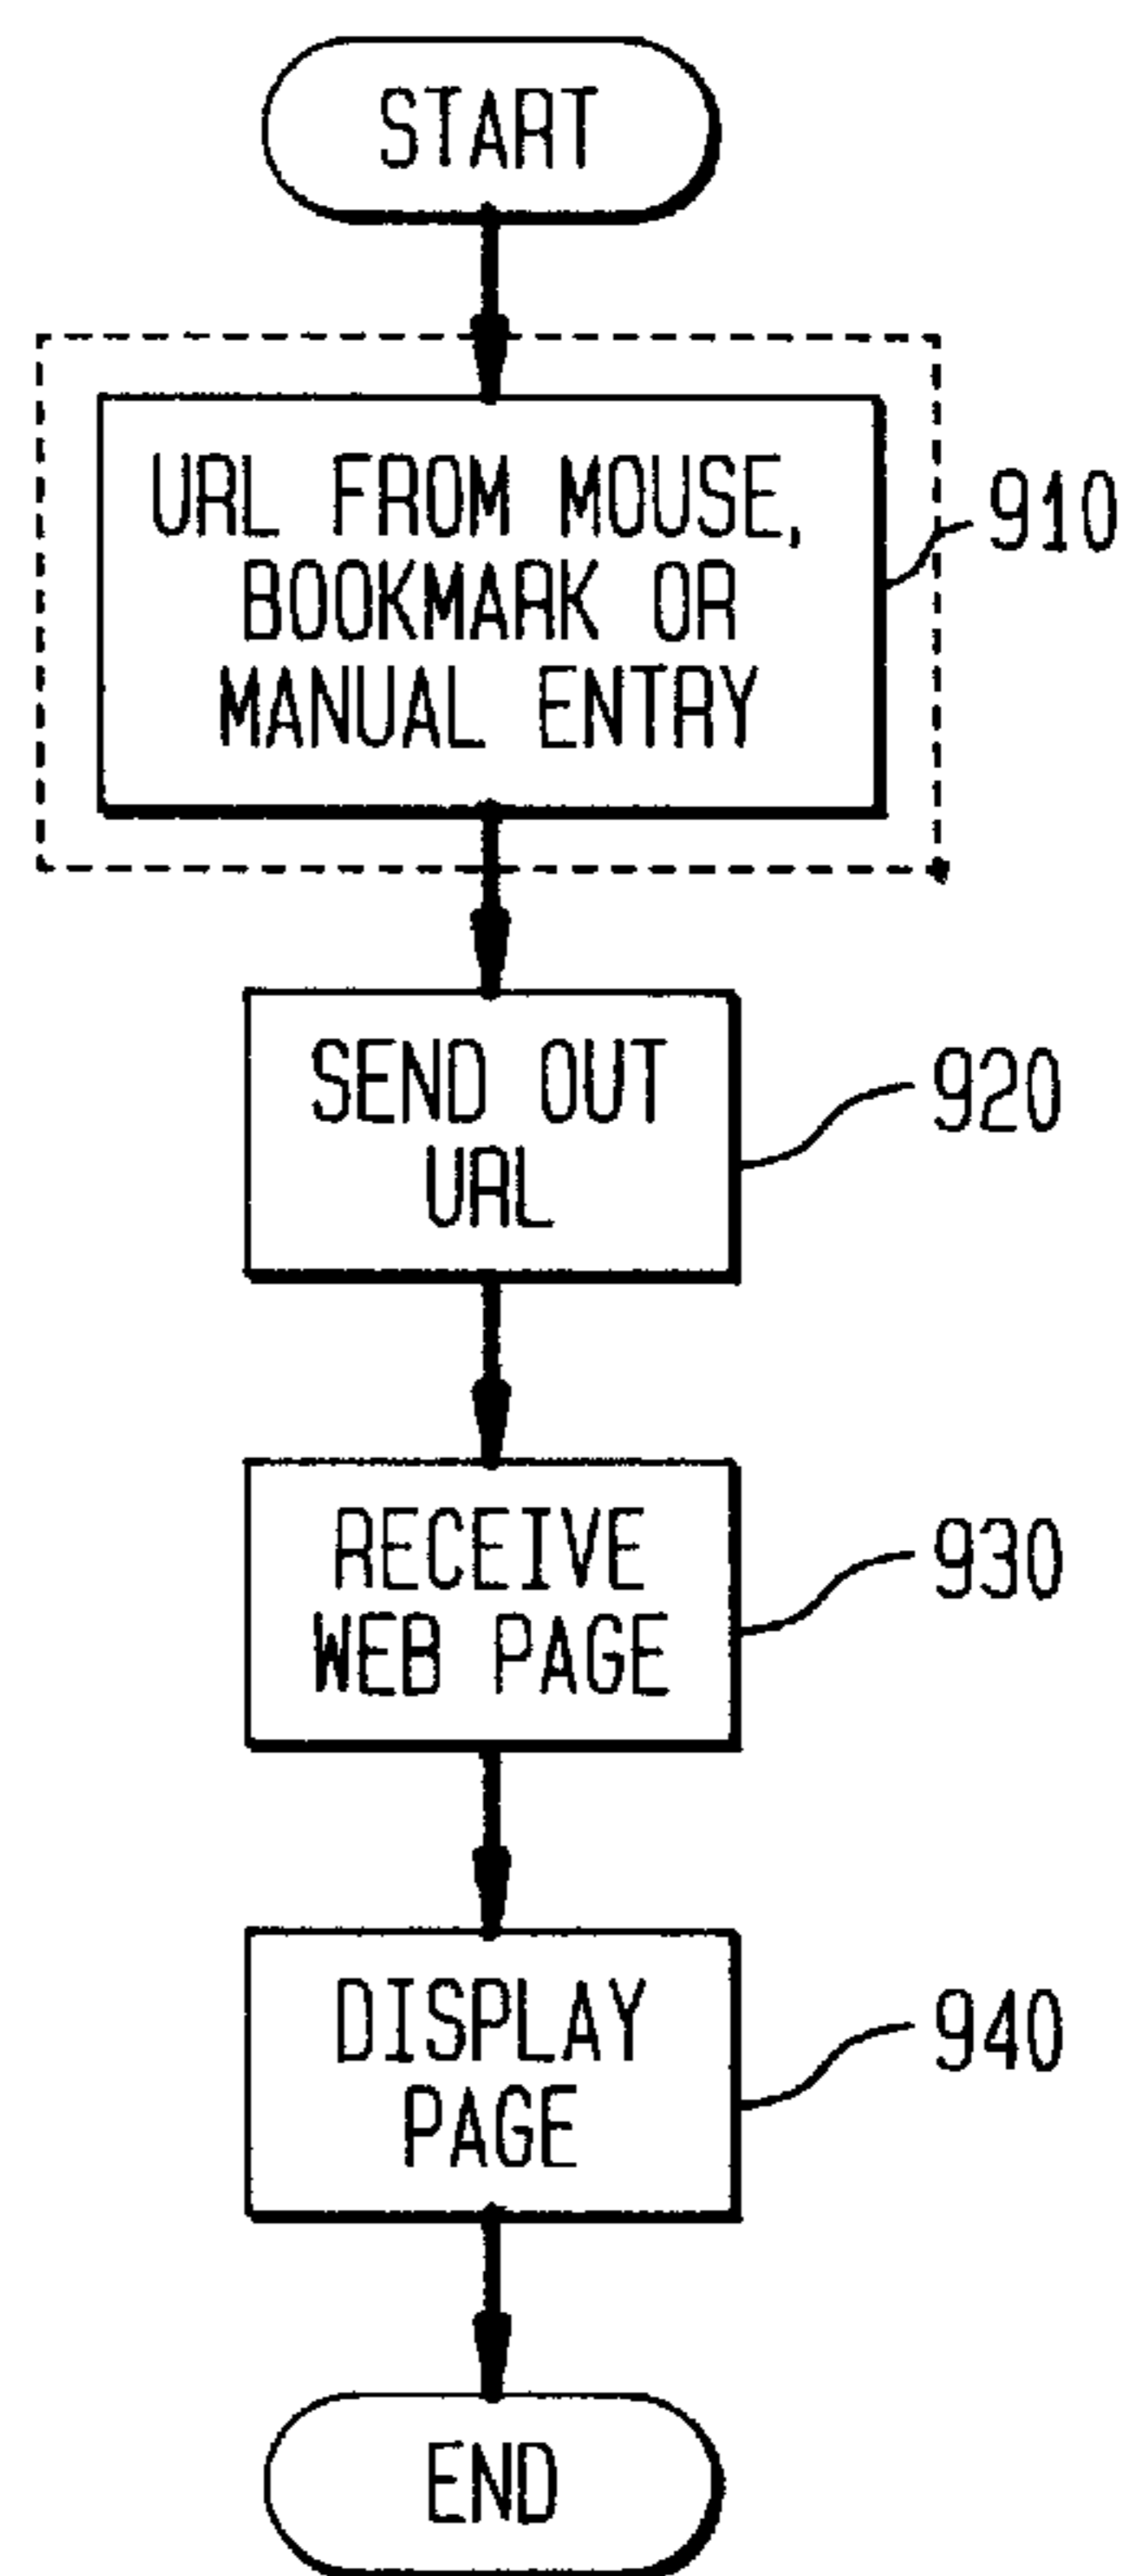 START
URL FROM MOUSE,
BOOKMARK OR
MANUAL ENTRY
910
SEND OUT
URL
920
RECEIVE
WEB PAGE
930
DISPLAY
PAGE
940
END